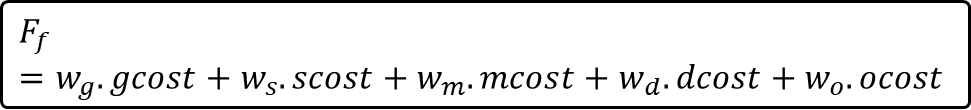 F_f
= w_g. gcost + w_s. scost + w_m. mcost + w_d. dcost + w_o. ocost